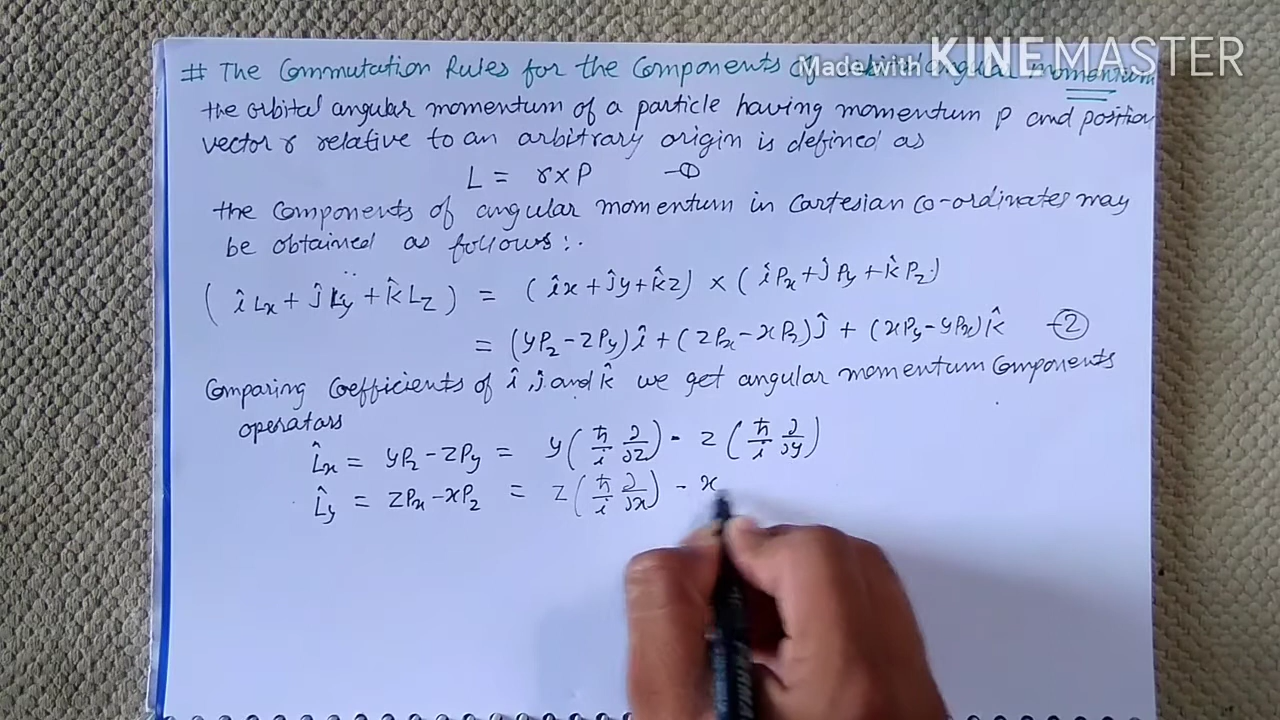 # The Commutation Rules for the Components of angular momentum
Made with KINEMASTER
the orbital angular momentum of a particle having momentum p and position
vector r relative to an arbitrary origin is defined as
L = r×P —①
the components of angular momentum in Cartesian co-ordinates may
be obtained as follows:.
(îLx + ĵLy + k̂Lz) = (îx + ĵy + k̂z) × (îPx + ĵPy + k̂Pz)
= (yPz − zPy)î + (zPx − xPz)ĵ + (xPy − yPx)k̂ —②
Comparing Coefficients of î, ĵ and k̂ we get angular momentum Components
operators
L̂x = yPz − zPy = y(ħ/i ∂/∂z) - z(ħ/i ∂/∂y)
L̂y = zPx − xPz = z(ħ/i ∂/∂x) - x